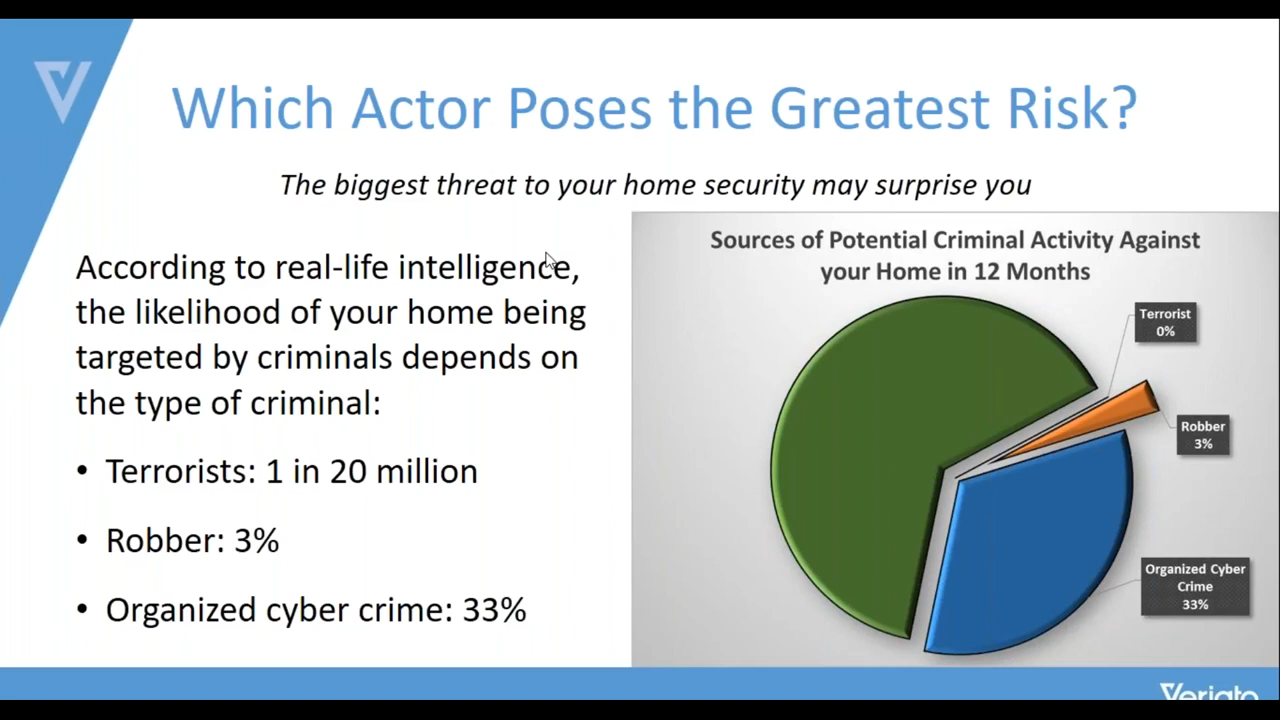 Which Actor Poses the Greatest Risk?
The biggest threat to your home security may surprise you
According to real-life intelligence,
the likelihood of your home being
targeted by criminals depends on
the type of criminal:
• Terrorists: 1 in 20 million
• Robber: 3%
• Organized cyber crime: 33%
Sources of Potential Criminal Activity Against
your Home in 12 Months
Terrorist
0%
Robber
3%
Organized Cyber
Crime
33%
Veriato